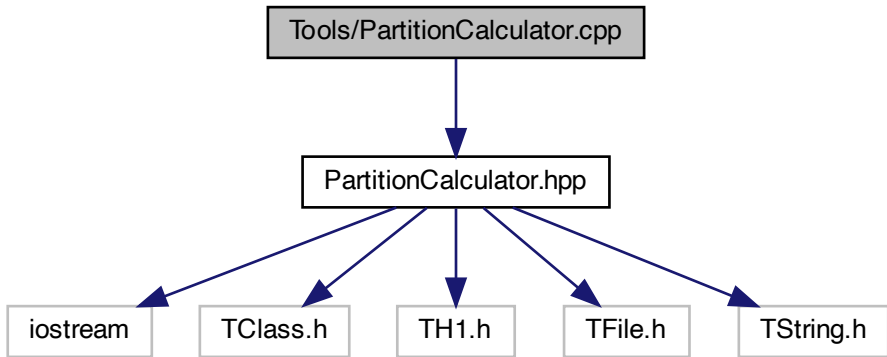 Tools/PartitionCalculator.cpp
PartitionCalculator.hpp
iostream
TClass.h
TH1.h
TFile.h
TString.h